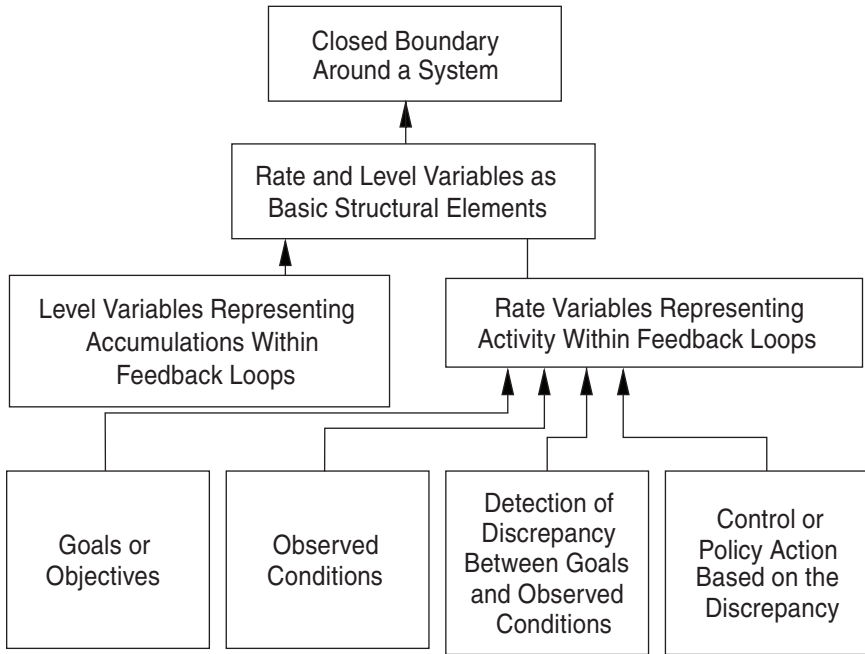 Closed Boundary
Around a System
Rate and Level Variables as
Basic Structural Elements
Level Variables Representing
Accumulations Within
Feedback Loops
Rate Variables Representing
Activity Within Feedback Loops
Goals or
Objectives
Observed
Conditions
Detection of
Discrepancy
Between Goals
and Observed
Conditions
Control or
Policy Action
Based on the
Discrepancy